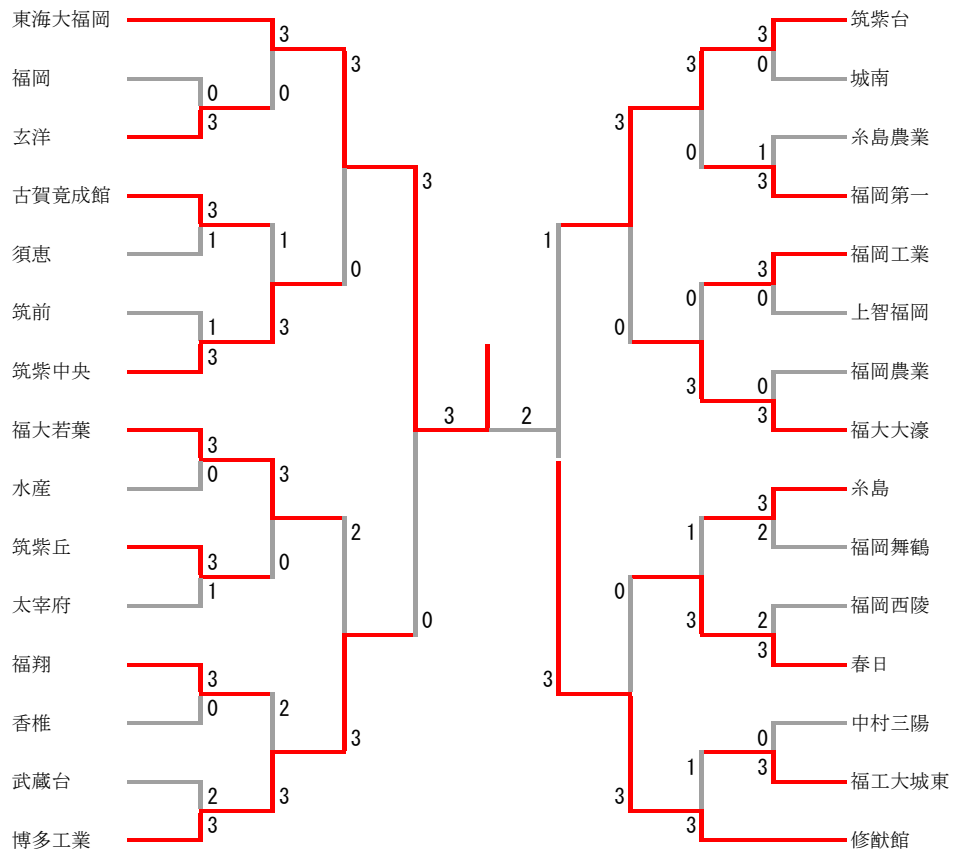 東海大福岡
福岡
玄洋
古賀竟成館
須恵
筑前
筑紫中央
福大若葉
水産
筑紫丘
太宰府
福翔
香椎
武蔵台
博多工業
3
0
0
3
3
1
1
3
1
3
3
0
3
0
3
0
3
1
2
3
3
0
2
3
2
3
3
0
3
2
1
3
3
0
3
0
3
0
1
3
3
0
0
3
0
3
1
3
0
3
3
2
2
3
1
3
0
3
筑紫台
城南
糸島農業
福岡第一
福岡工業
上智福岡
福岡農業
福大大濠
糸島
福岡舞鶴
福岡西陵
春日
中村三陽
福工大城東
修猷館